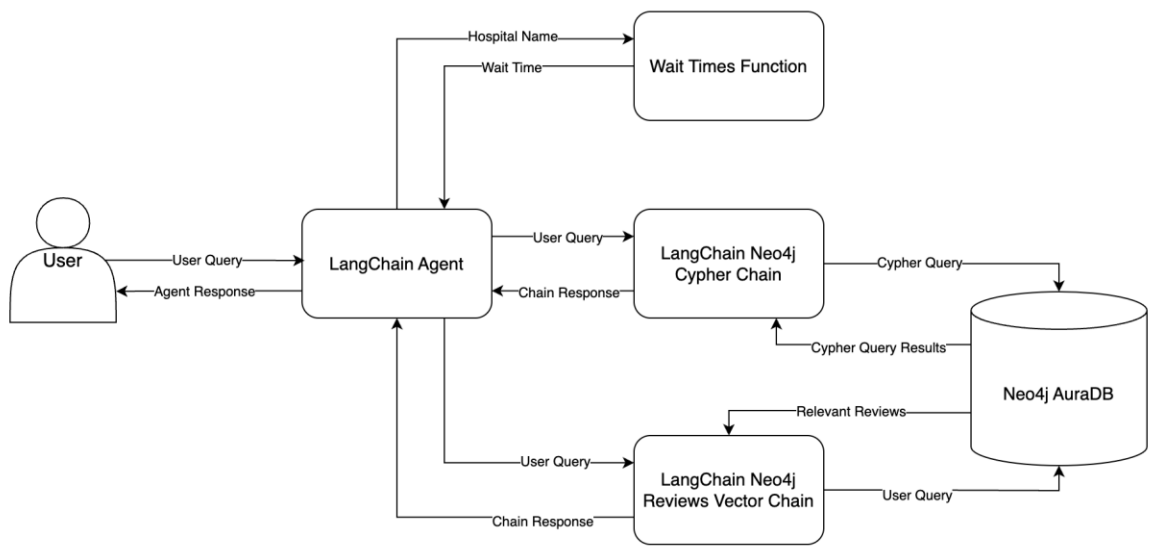 Hospital Name
Wait Time
Wait Times Function
User
User Query
Agent Response
LangChain Agent
User Query
Chain Response
LangChain Neo4j
Cypher Chain
Cypher Query
Cypher Query Results
Neo4j AuraDB
Relevant Reviews
User Query
Chain Response
LangChain Neo4j
Reviews Vector Chain
User Query